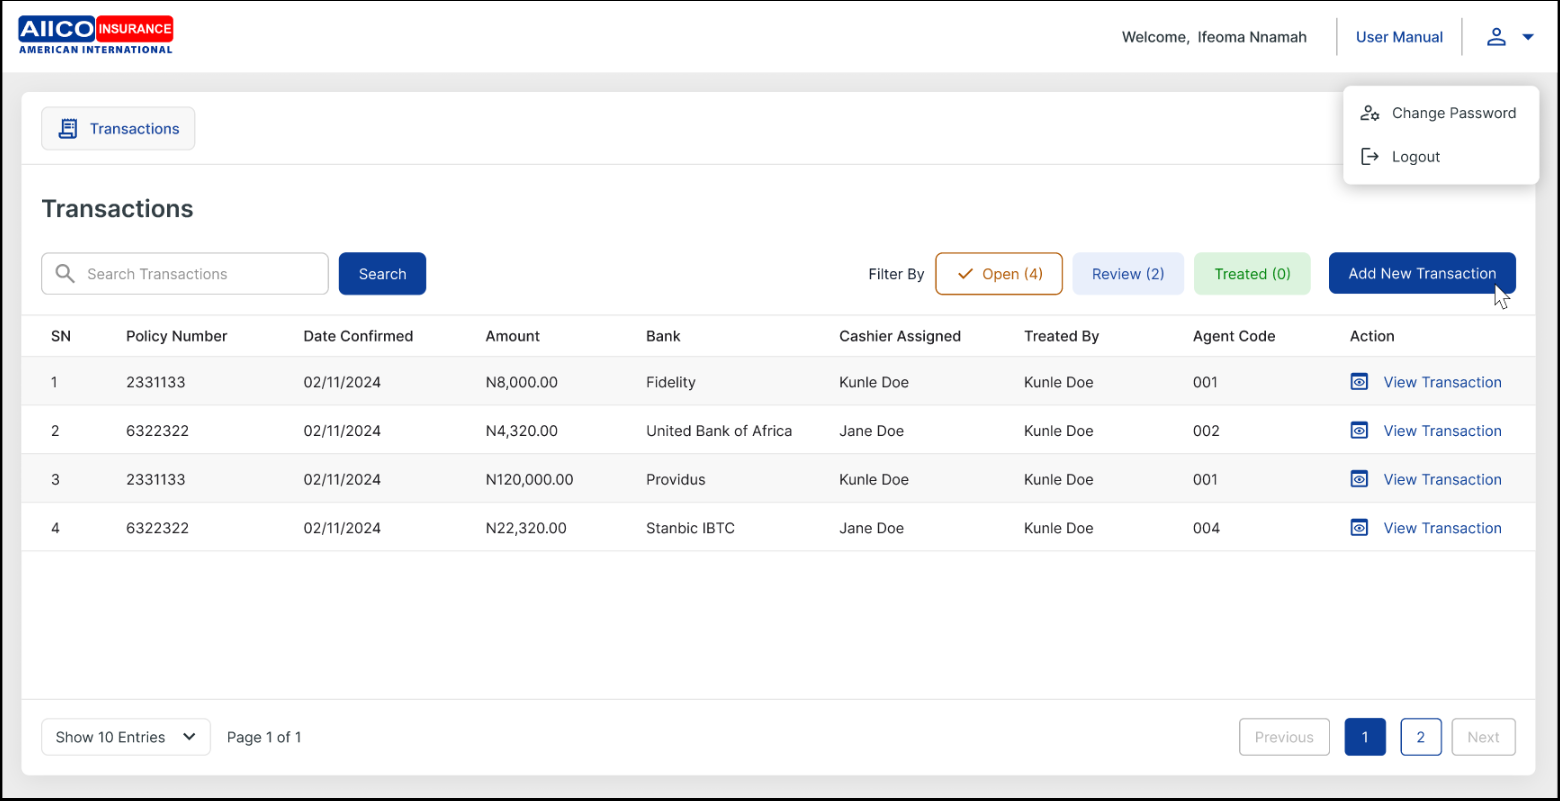 AIICO INSURANCE
AMERICAN INTERNATIONAL
Welcome, Ifeoma Nnamah
User Manual
Change Password
Logout
Transactions
Transactions
Search Transactions
Search
Filter By
Open (4)
Review (2)
Treated (0)
Add New Transaction
SN Policy Number Date Confirmed Amount Bank Cashier Assigned Treated By Agent Code Action
1 2331133 02/11/2024 N8,000.00 Fidelity Kunle Doe Kunle Doe 001 View Transaction
2 6322322 02/11/2024 N4,320.00 United Bank of Africa Jane Doe Kunle Doe 002 View Transaction
3 2331133 02/11/2024 N120,000.00 Providus Kunle Doe Kunle Doe 001 View Transaction
4 6322322 02/11/2024 N22,320.00 Stanbic IBTC Jane Doe Kunle Doe 004 View Transaction
Show 10 Entries
Page 1 of 1
Previous
1
2
Next